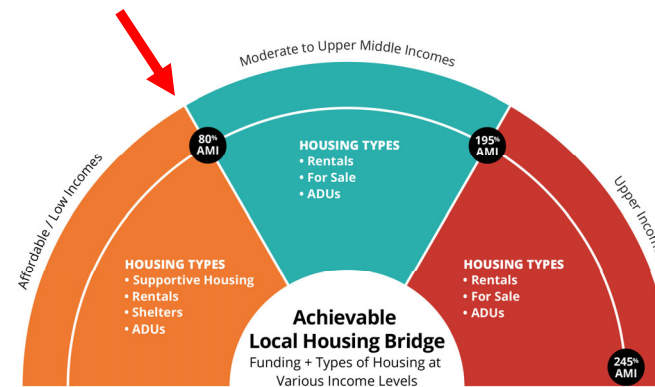 Moderate to Upper Middle Incomes
Affordable / Low Incomes
80%
AMI
HOUSING TYPES
• Rentals
• For Sale
• ADUs
195%
AMI
HOUSING TYPES
• Supportive Housing
• Rentals
• Shelters
• ADUs
HOUSING TYPES
• Rentals
• For Sale
• ADUs
Upper Incom
245%
AMI
Achievable
Local Housing Bridge
Funding + Types of Housing at
Various Income Levels